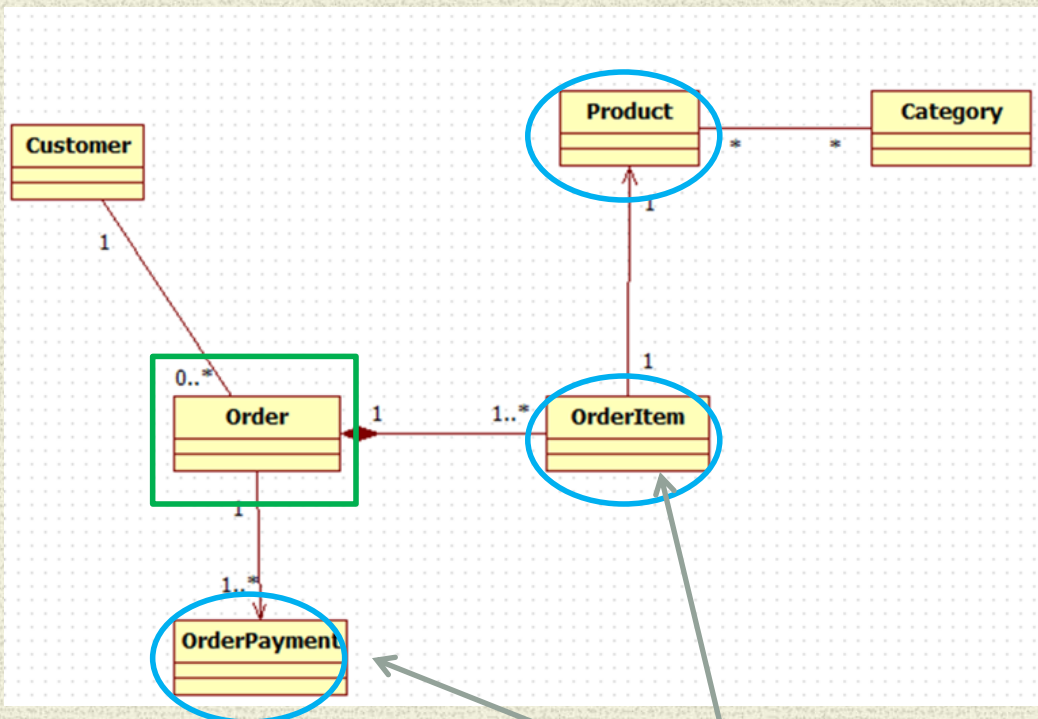 Product
Category
Customer
*
*
1
1
1
0..*
Order
1
1..*
OrderItem
1
1..*
OrderPayment